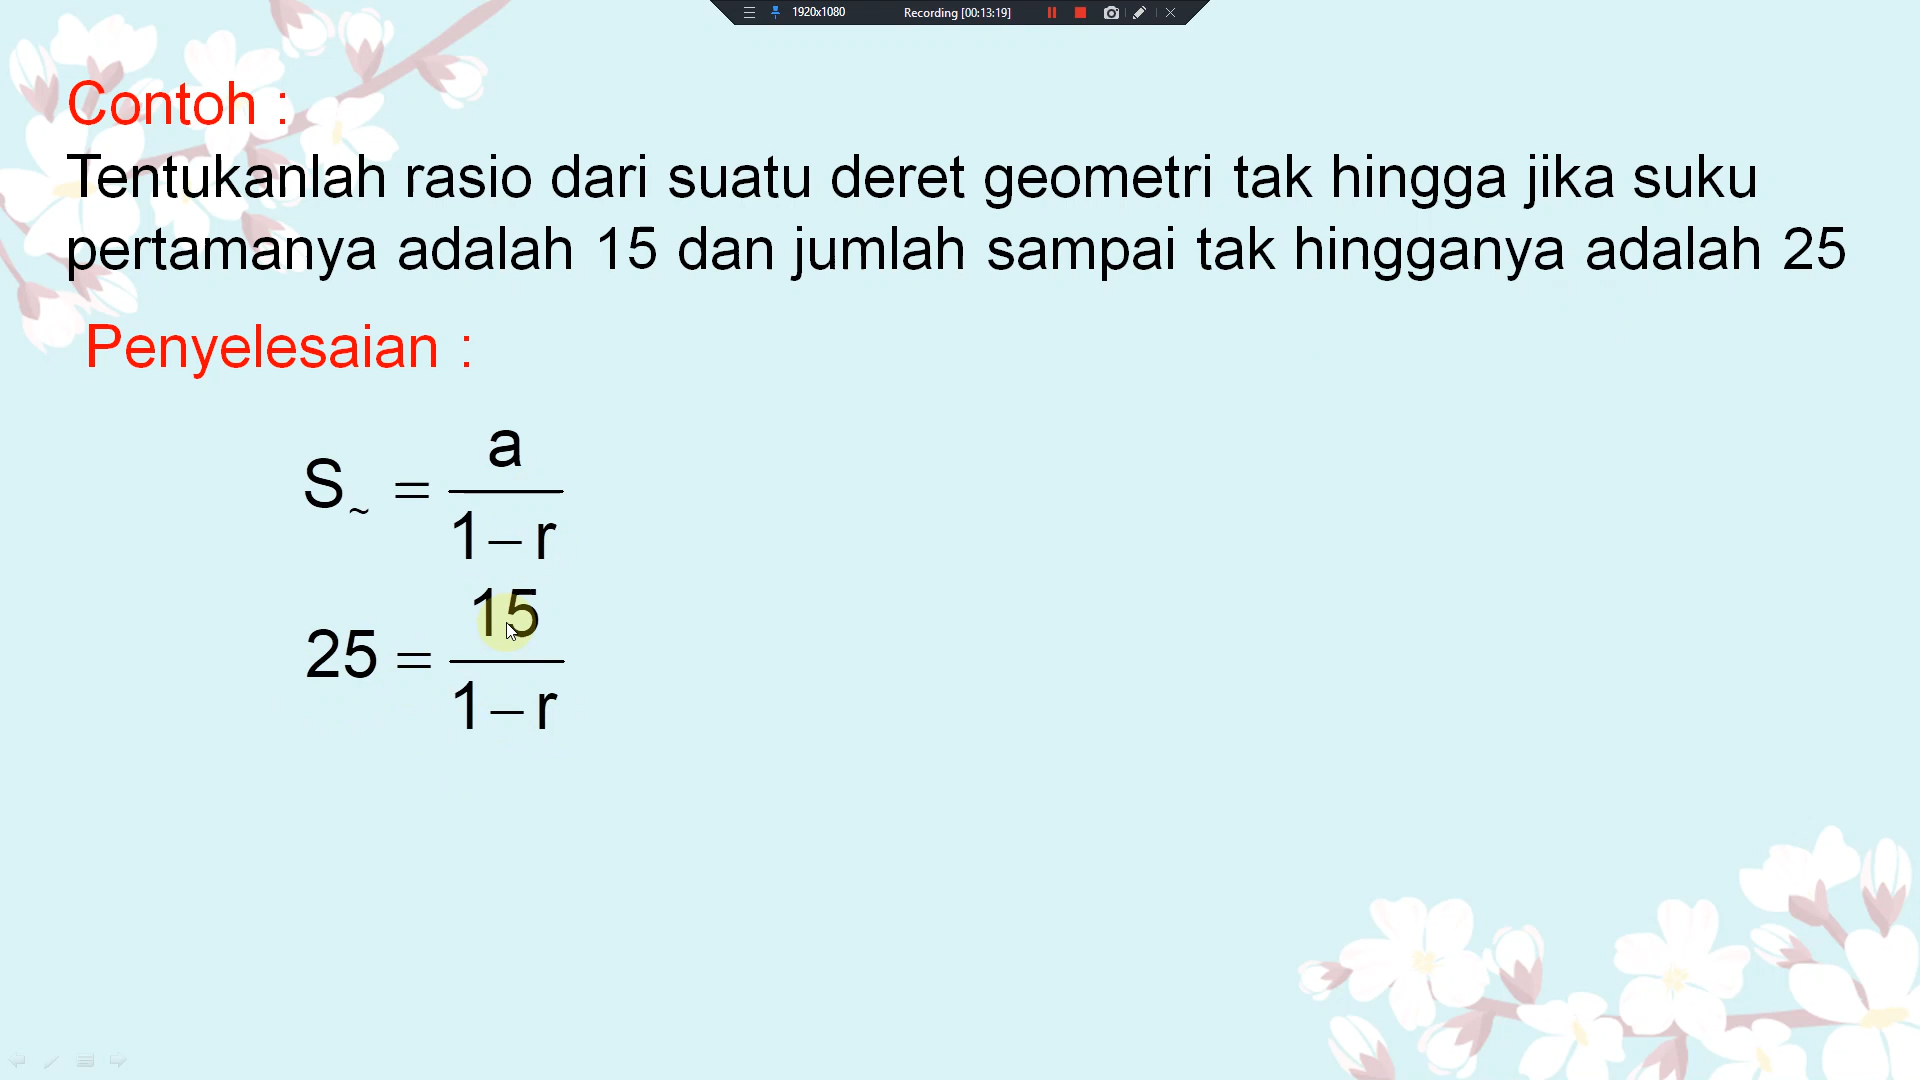 1920x1080 Recording [00:13:19]
Contoh :
Tentukanlah rasio dari suatu deret geometri tak hingga jika suku
pertamanya adalah 15 dan jumlah sampai tak hingganya adalah 25
Penyelesaian :
S~ = a / 1 – r
25 = 15 / 1 – r